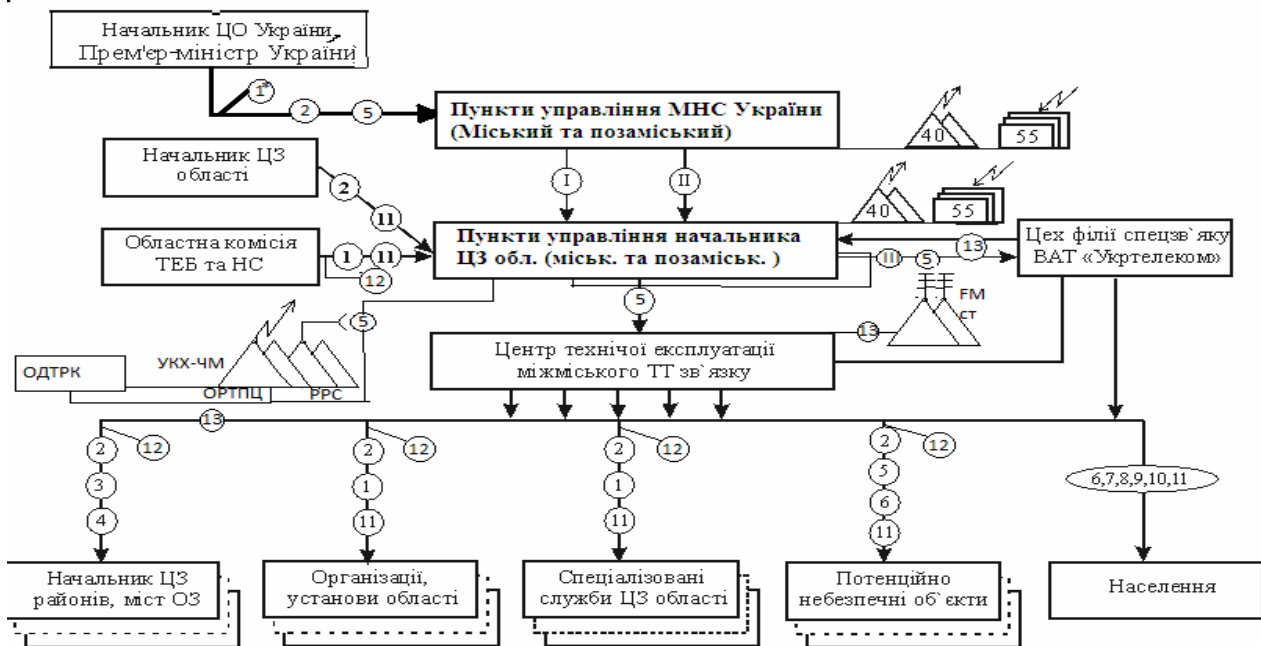 Начальник ЦО України,
Прем'єр-міністр України
1*
2
5
Пункти управління МНС України
(Міський та позаміський)
40
55
Начальник ЦЗ
області
2
11
I
II
40
55
Обласtна комісія
ТЕБ та НС
1
11
12
Пункти управління начальника
ЦЗ обл. (міськ. та позаміськ. )
13
III
5
Цех філії спецзв`язку
ВАТ «Укртелеком»
5
5
FM
ст
13
УКХ-ЧМ
ОДТРК
ОРТПЦ
РРС
Центр технічої експлуатації
міжміського ТТ зв`язку
13
2
12
2
12
2
12
2
12
3
1
1
5
6,7,8,9,10,11
4
11
11
6
11
Начальник ЦЗ
районів, міст ОЗ
Організації,
установи області
Спеціалізовані
служби ЦЗ області
Потенційно
небезпечні об`єкти
Населення